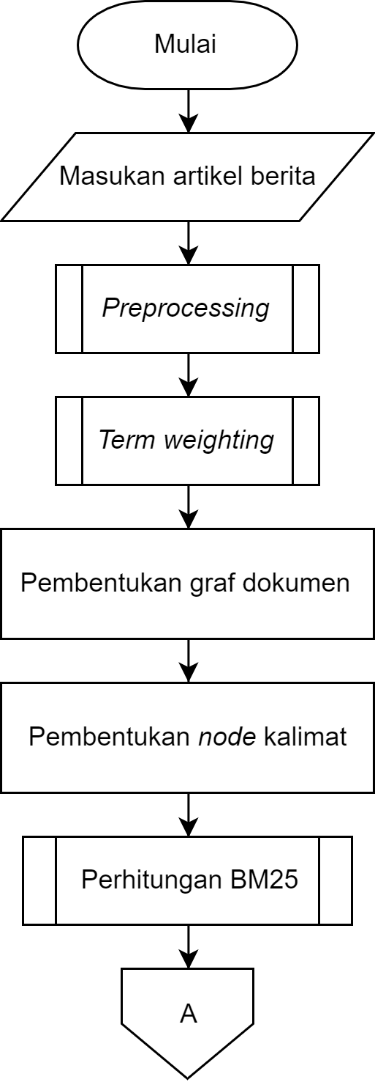 Mulai
Masukan artikel berita
Preprocessing
Term weighting
Pembentukan graf dokumen
Pembentukan node kalimat
Perhitungan BM25
A